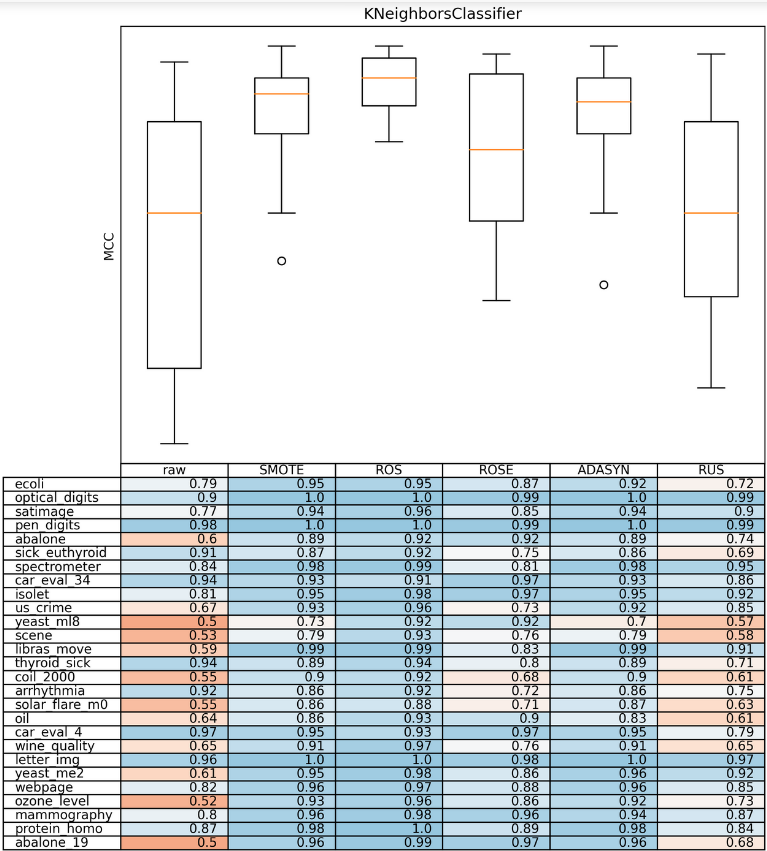 KNeighborsClassifier
MCC
raw SMOTE ROS ROSE ADASYN RUS
ecoli 0.79 0.95 0.95 0.87 0.92 0.72
optical_digits 0.9 1.0 1.0 0.99 1.0 0.99
satimage 0.77 0.94 0.96 0.85 0.94 0.9
pen_digits 0.98 1.0 1.0 0.99 1.0 0.99
abalone 0.6 0.89 0.92 0.92 0.89 0.74
sick_euthyroid 0.91 0.87 0.92 0.75 0.86 0.69
spectrometer 0.84 0.98 0.99 0.81 0.98 0.95
car_eval_34 0.94 0.93 0.91 0.97 0.93 0.86
isolet 0.81 0.95 0.98 0.97 0.95 0.92
us_crime 0.67 0.93 0.96 0.73 0.92 0.85
yeast_ml8 0.5 0.73 0.92 0.92 0.7 0.57
scene 0.53 0.79 0.93 0.76 0.79 0.58
libras_move 0.59 0.99 0.99 0.83 0.99 0.91
thyroid_sick 0.94 0.89 0.94 0.8 0.89 0.71
coil_2000 0.55 0.9 0.92 0.68 0.9 0.61
arrhythmia 0.92 0.86 0.92 0.72 0.86 0.75
solar_flare_m0 0.55 0.86 0.88 0.71 0.87 0.63
oil 0.64 0.86 0.93 0.9 0.83 0.61
car_eval_4 0.97 0.95 0.93 0.97 0.95 0.79
wine_quality 0.65 0.91 0.97 0.76 0.91 0.65
letter_img 0.96 1.0 1.0 0.98 1.0 0.97
yeast_me2 0.61 0.95 0.98 0.86 0.96 0.92
webpage 0.82 0.96 0.97 0.88 0.96 0.85
ozone_level 0.52 0.93 0.96 0.86 0.92 0.73
mammography 0.8 0.96 0.98 0.96 0.94 0.87
protein_homo 0.87 0.98 1.0 0.89 0.98 0.84
abalone_19 0.5 0.96 0.99 0.97 0.96 0.68